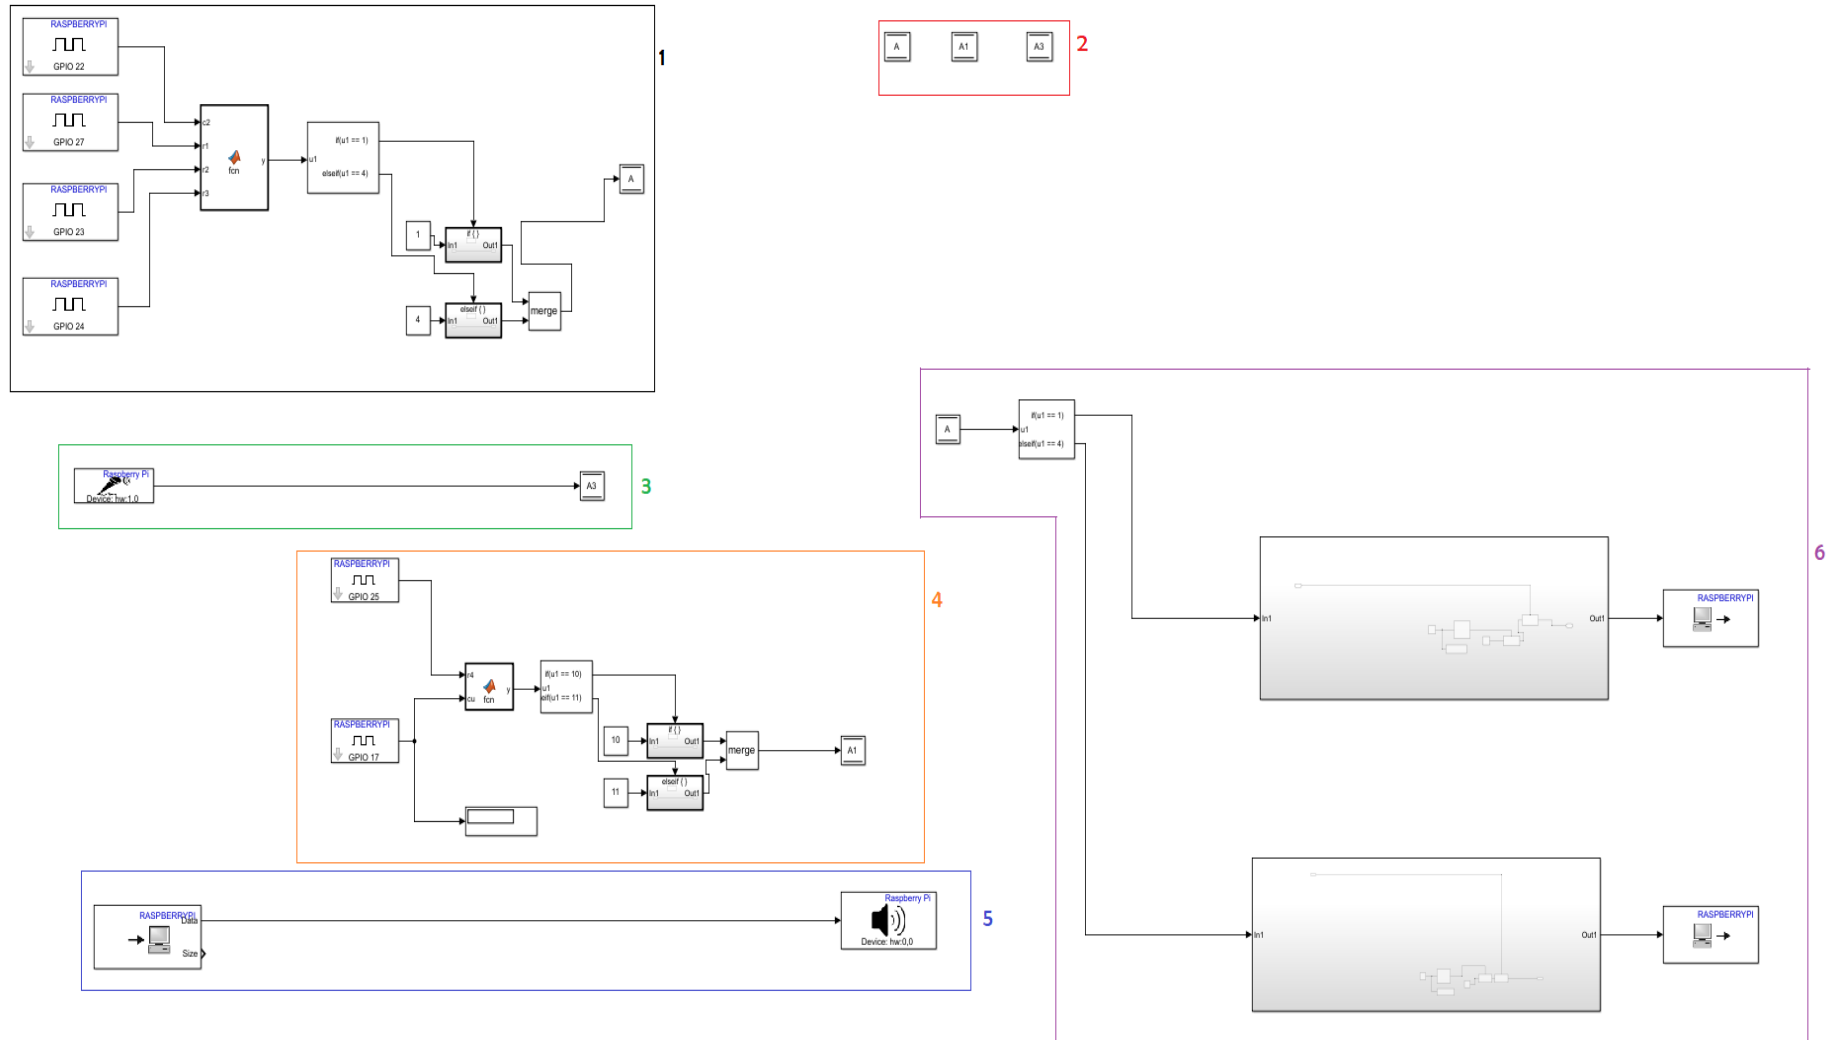 RASPBERRYPI
GPIO 22
RASPBERRYPI
GPIO 27
RASPBERRYPI
GPIO 23
RASPBERRYPI
GPIO 24
c2
r1
r2
r3
fcn
y
u1
if(u1 == 1)
elseif(u1 == 4)
1
if { }
In1
Out1
4
elseif { }
In1
Out1
merge
A
1
A
A1
A3
2
Raspberry Pi
Device: hw:1,0
A3
3
RASPBERRYPI
GPIO 25
RASPBERRYPI
GPIO 17
r4
cu
fcn
y
if(u1 == 10)
u1
eif(u1 == 11)
10
if { }
In1
Out1
11
elseif { }
In1
Out1
merge
A1
4
RASPBERRYPI
Data
Size
Raspberry Pi
Device: hw:0,0
5
A
if(u1 == 1)
u1
elseif(u1 == 4)
In1
Out1
RASPBERRYPI
In1
Out1
RASPBERRYPI
6